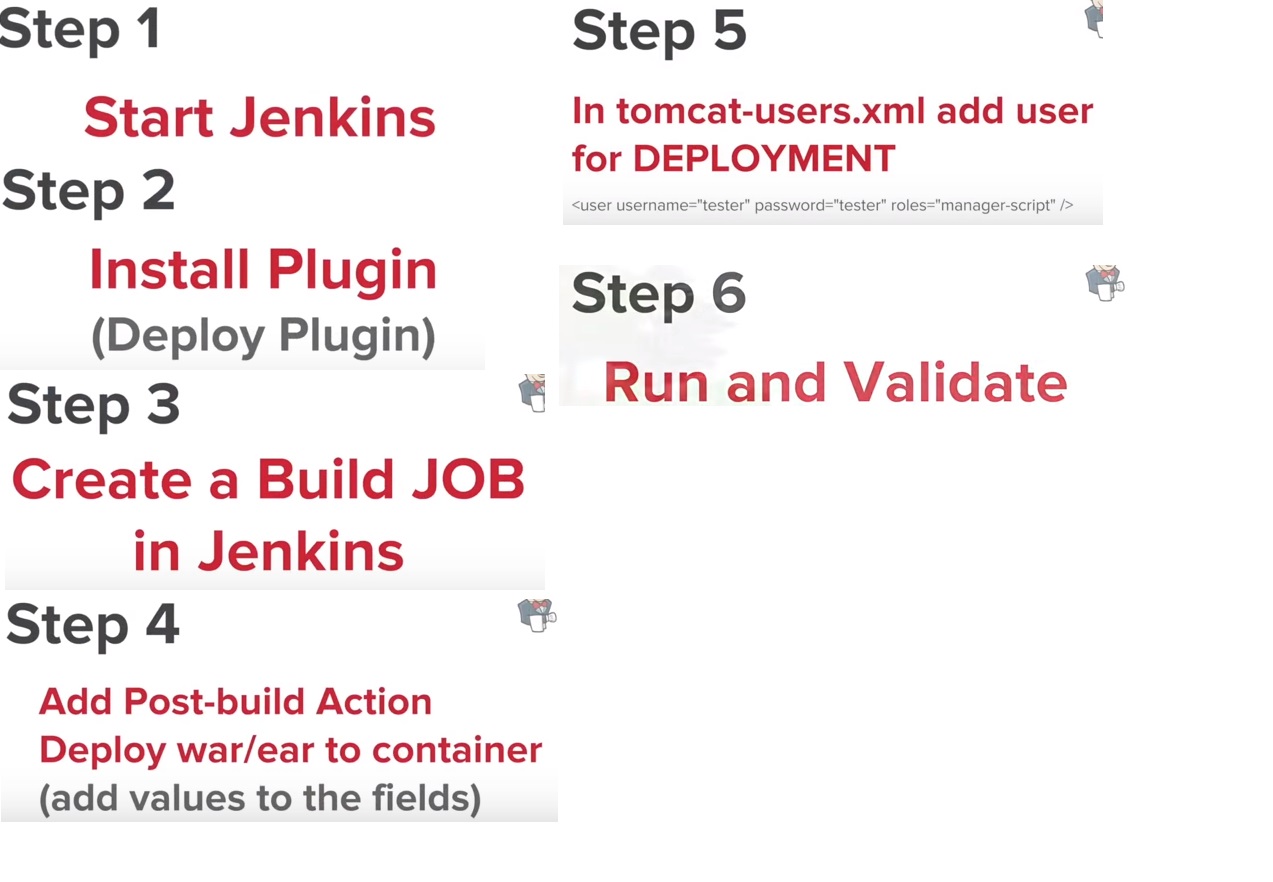 Step 1
Start Jenkins
Step 2
Install Plugin
(Deploy Plugin)
Step 3
Create a Build JOB
in Jenkins
Step 4
Add Post-build Action
Deploy war/ear to container
(add values to the fields)
Step 5
In tomcat-users.xml add user
for DEPLOYMENT
<user username="tester" password="tester" roles="manager-script" />
Step 6
Run and Validate